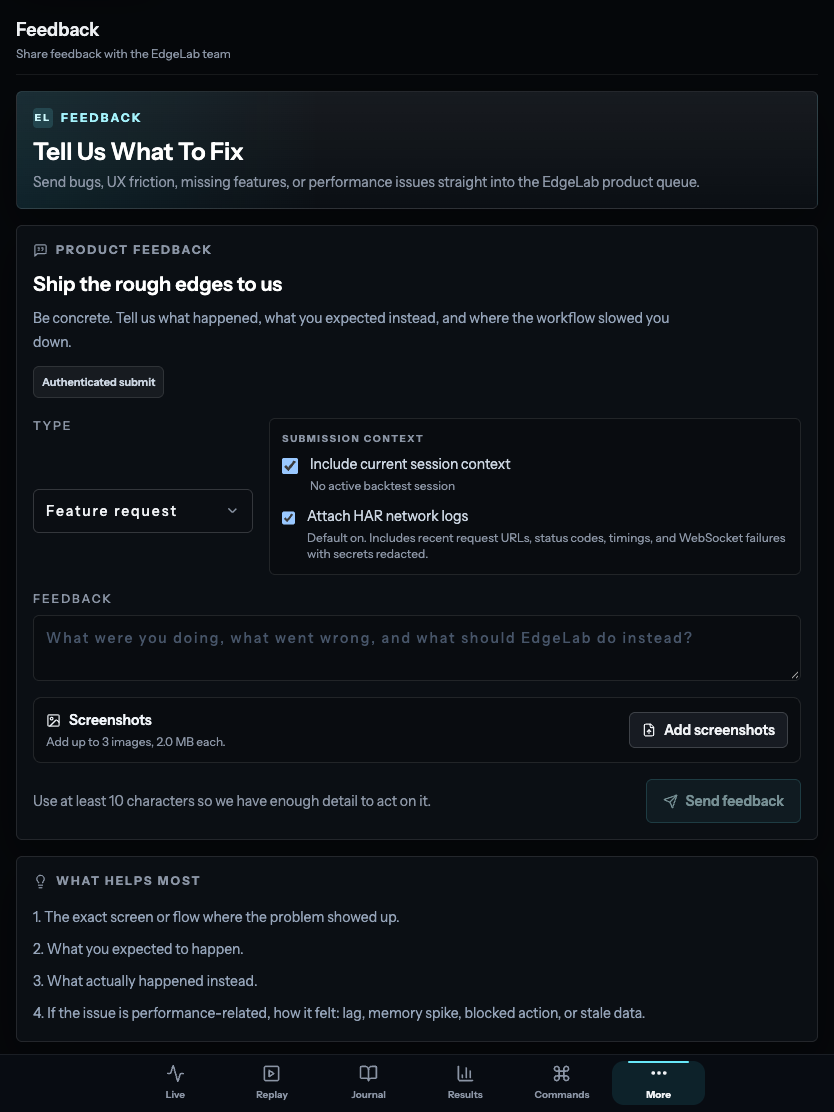 Feedback
Share feedback with the EdgeLab team
EL FEEDBACK
Tell Us What To Fix
Send bugs, UX friction, missing features, or performance issues straight into the EdgeLab product queue.
PRODUCT FEEDBACK
Ship the rough edges to us
Be concrete. Tell us what happened, what you expected instead, and where the workflow slowed you
down.
Authenticated submit
TYPE
Feature request
SUBMISSION CONTEXT
Include current session context
No active backtest session
Attach HAR network logs
Default on. Includes recent request URLs, status codes, timings, and WebSocket failures
with secrets redacted.
FEEDBACK
What were you doing, what went wrong, and what should EdgeLab do instead?
Screenshots
Add up to 3 images, 2.0 MB each.
Add screenshots
Use at least 10 characters so we have enough detail to act on it.
Send feedback
WHAT HELPS MOST
1. The exact screen or flow where the problem showed up.
2. What you expected to happen.
3. What actually happened instead.
4. If the issue is performance-related, how it felt: lag, memory spike, blocked action, or stale data.
Live
Replay
Journal
Results
Commands
More